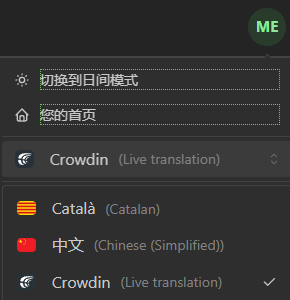 ME
切换到日间模式
您的首页
Crowdin (Live translation)
Català (Catalan)
中文 (Chinese (Simplified))
Crowdin (Live translation)